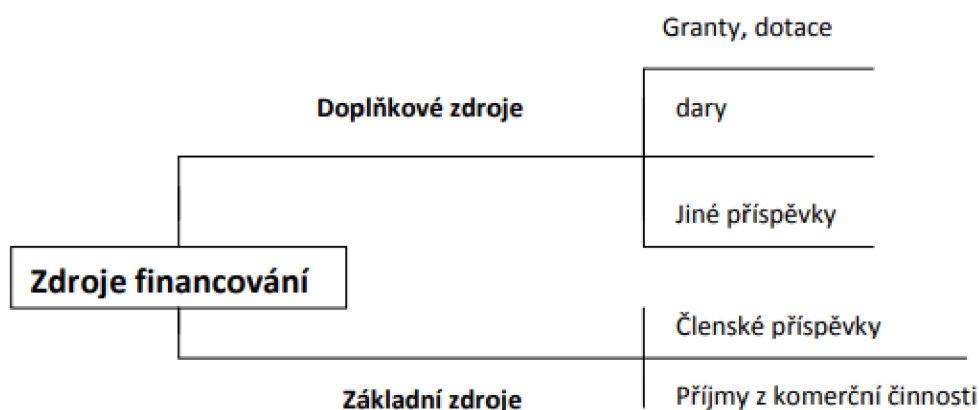 Granty, dotace
Doplňkové zdroje
dary
Jiné příspěvky
Zdroje financování
Členské příspěvky
Základní zdroje
Příjmy z komerční činnosti